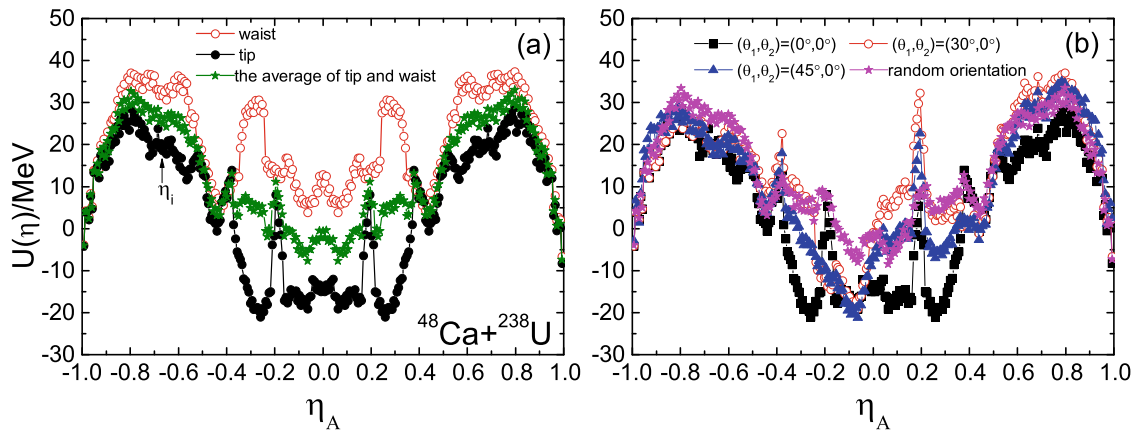 (a)
waist
tip
the average of tip and waist
U(η)/MeV
50
40
30
20
10
0
-10
-20
-30
ηi
⁴⁸Ca+²³⁸U
-1.0 -0.8 -0.6 -0.4 -0.2 0.0 0.2 0.4 0.6 0.8 1.0
η_A
(b)
(θ₁,θ₂)=(0°,0°) (θ₁,θ₂)=(30°,0°)
(θ₁,θ₂)=(45°,0°) random orientation
50
40
30
20
10
0
-10
-20
-30
-1.0 -0.8 -0.6 -0.4 -0.2 0.0 0.2 0.4 0.6 0.8 1.0
η_A